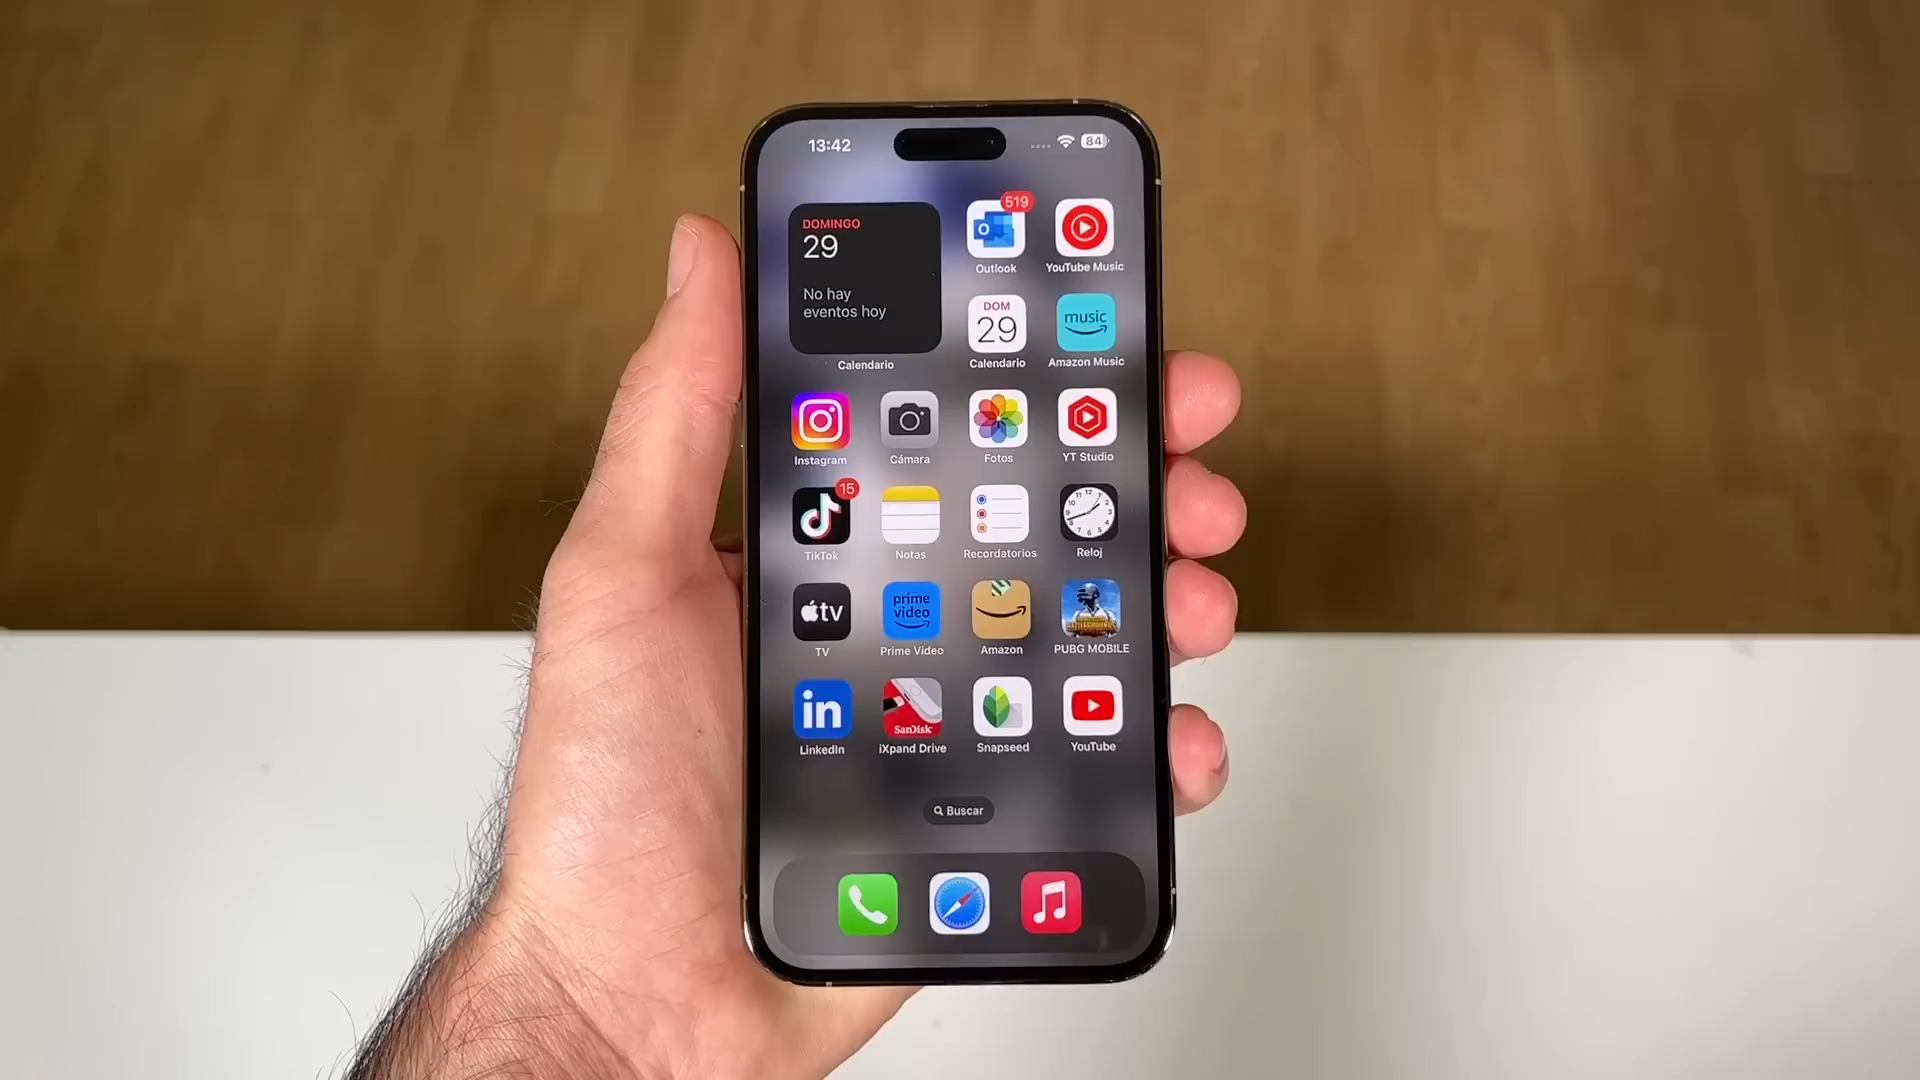 13:42
84
DOMINGO
29
No hay
eventos hoy
Calendario
519
Outlook
YouTube Music
DOM
29
Calendario
music
Amazon Music
Instagram
Cámara
Fotos
YT Studio
15
TikTok
Notas
Recordatorios
Reloj
tv
TV
prime
video
Prime Video
Amazon
PUBG MOBILE
in
LinkedIn
SanDisk
iXpand Drive
Snapseed
YouTube
Buscar